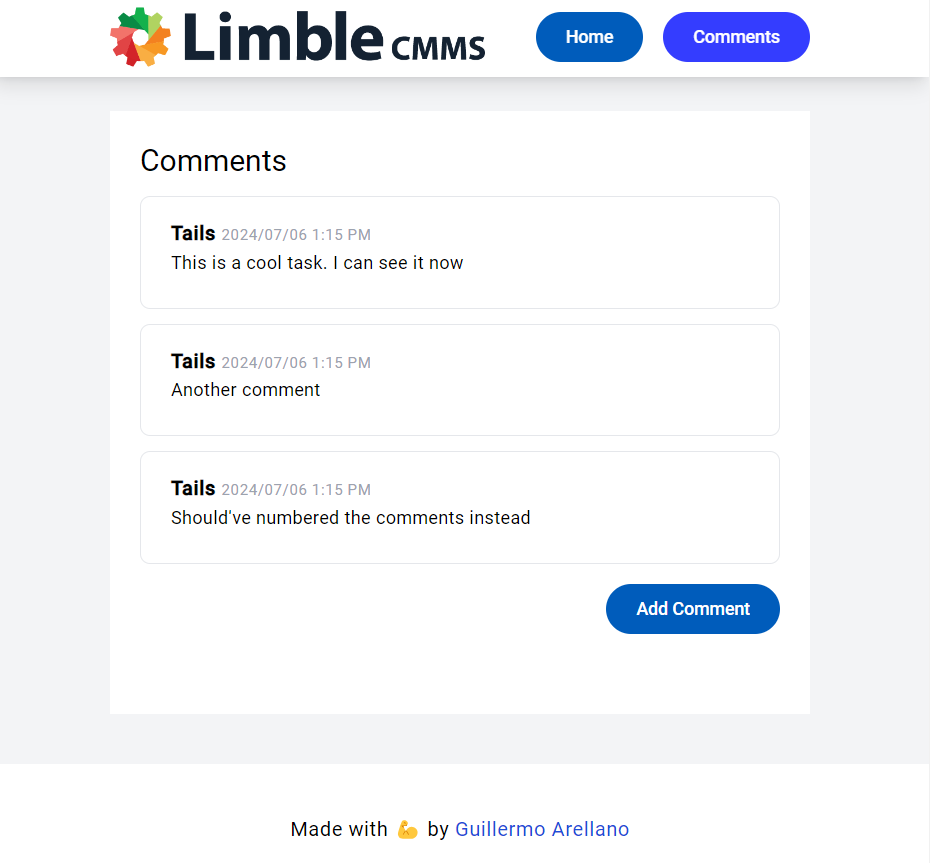 Limble CMMS
Home
Comments
Comments
Tails 2024/07/06 1:15 PM
This is a cool task. I can see it now
Tails 2024/07/06 1:15 PM
Another comment
Tails 2024/07/06 1:15 PM
Should've numbered the comments instead
Add Comment
Made with 💪 by Guillermo Arellano